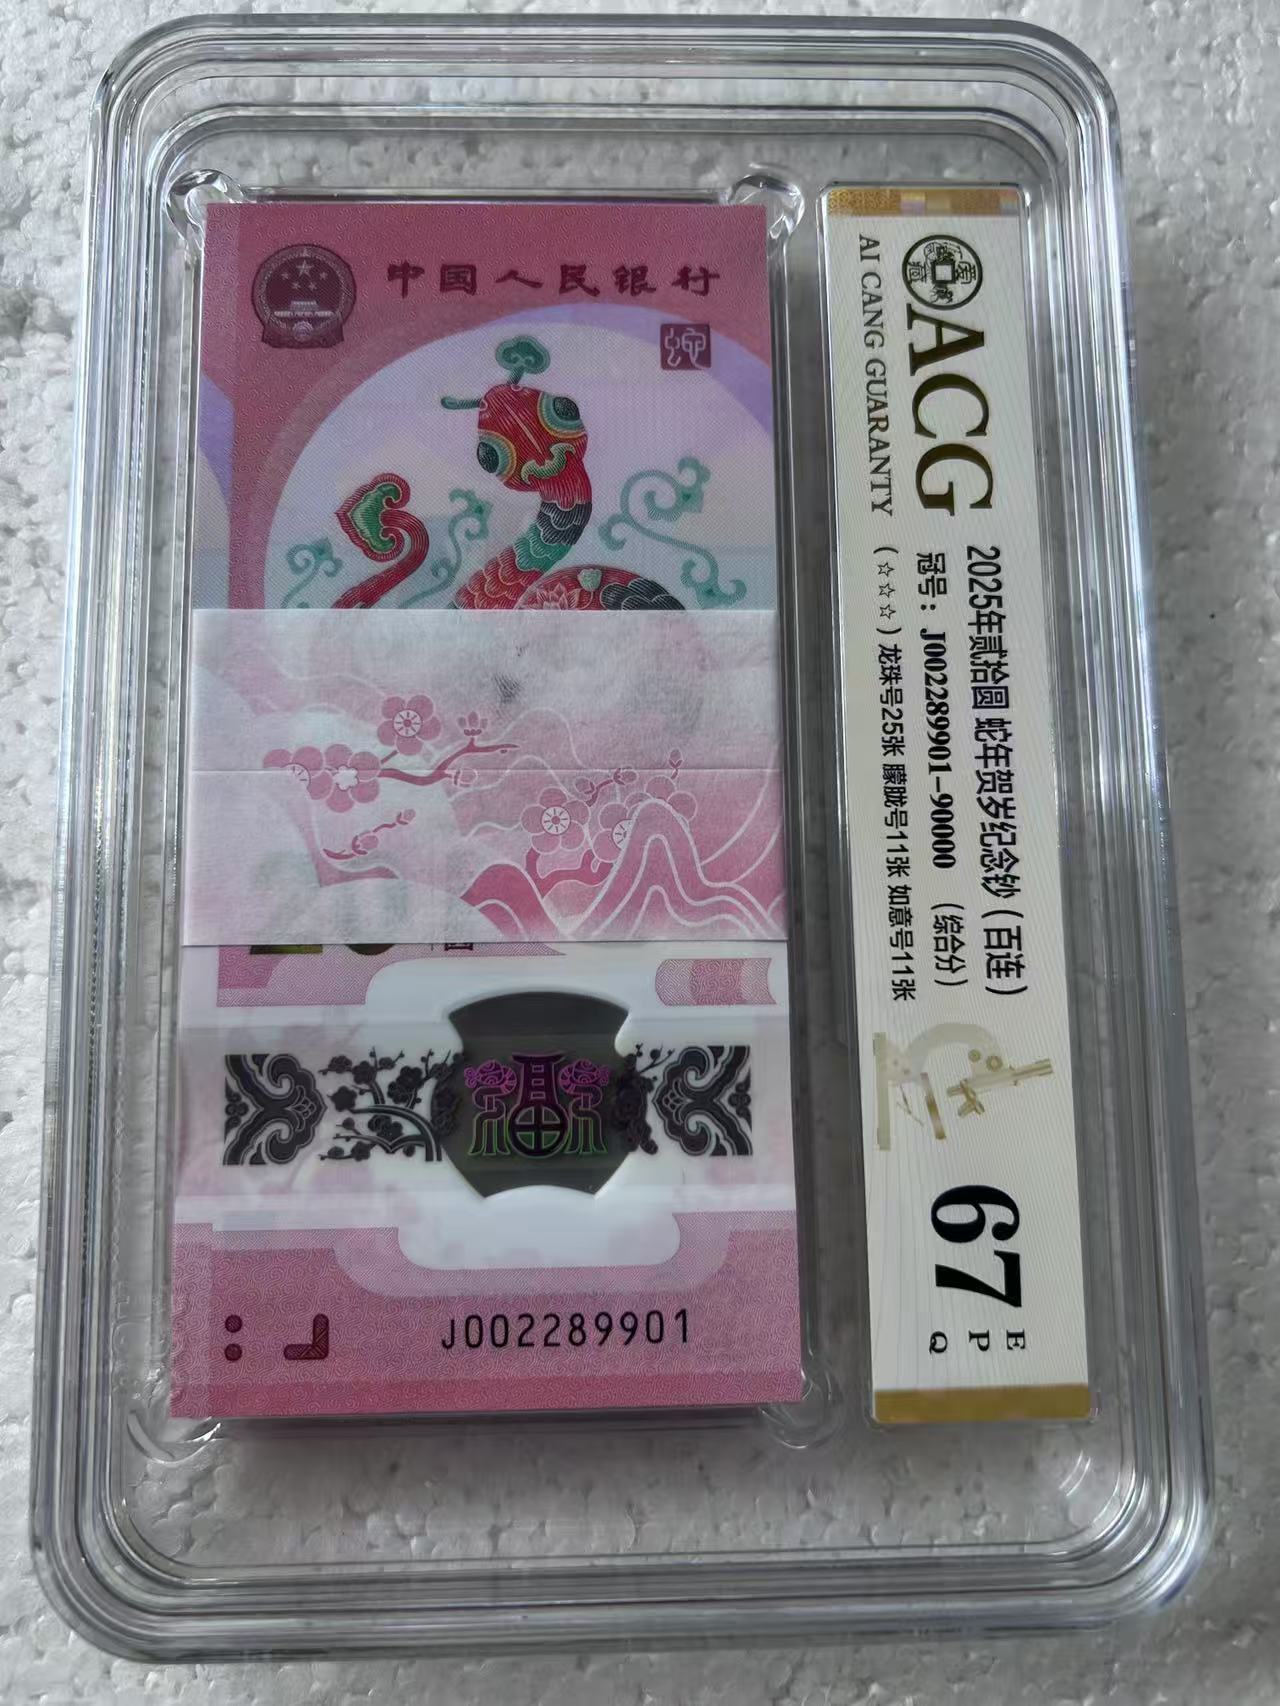 中国人民银行
J002289901
ACG
AI CANG GUARANTY
2025年贰拾圆 蛇年贺岁纪念钞（百连）
冠号：J002289901-90000 （综合分）
（☆☆☆）龙珠号25张 朦胧号11张 如意号11张
67
E
P
Q